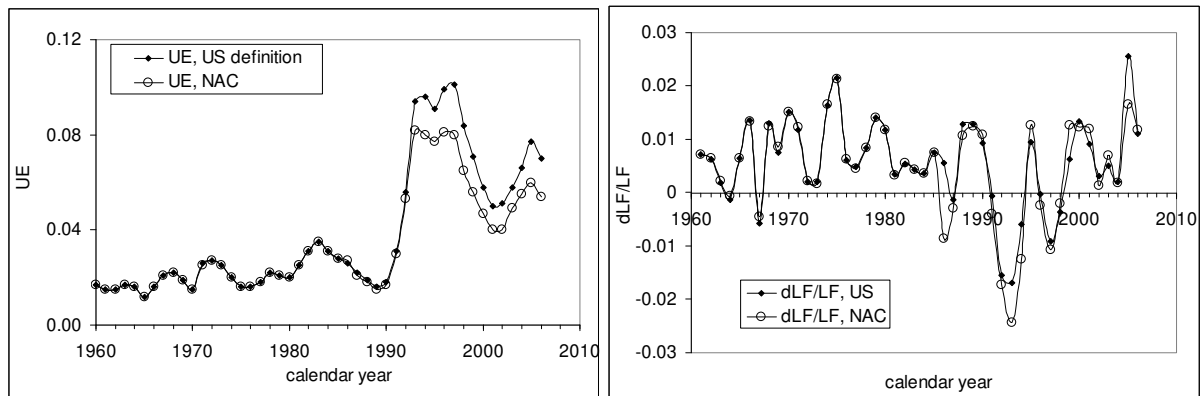 0.12
UE, US definition
UE, NAC
0.08
UE
0.04
0.00
1960 1970 1980 1990 2000 2010
calendar year
0.03
0.02
0.01
dLF/LF
0
1960 1970 1980 1990 2000 2010
-0.01
-0.02
dLF/LF, US
dLF/LF, NAC
-0.03
calendar year